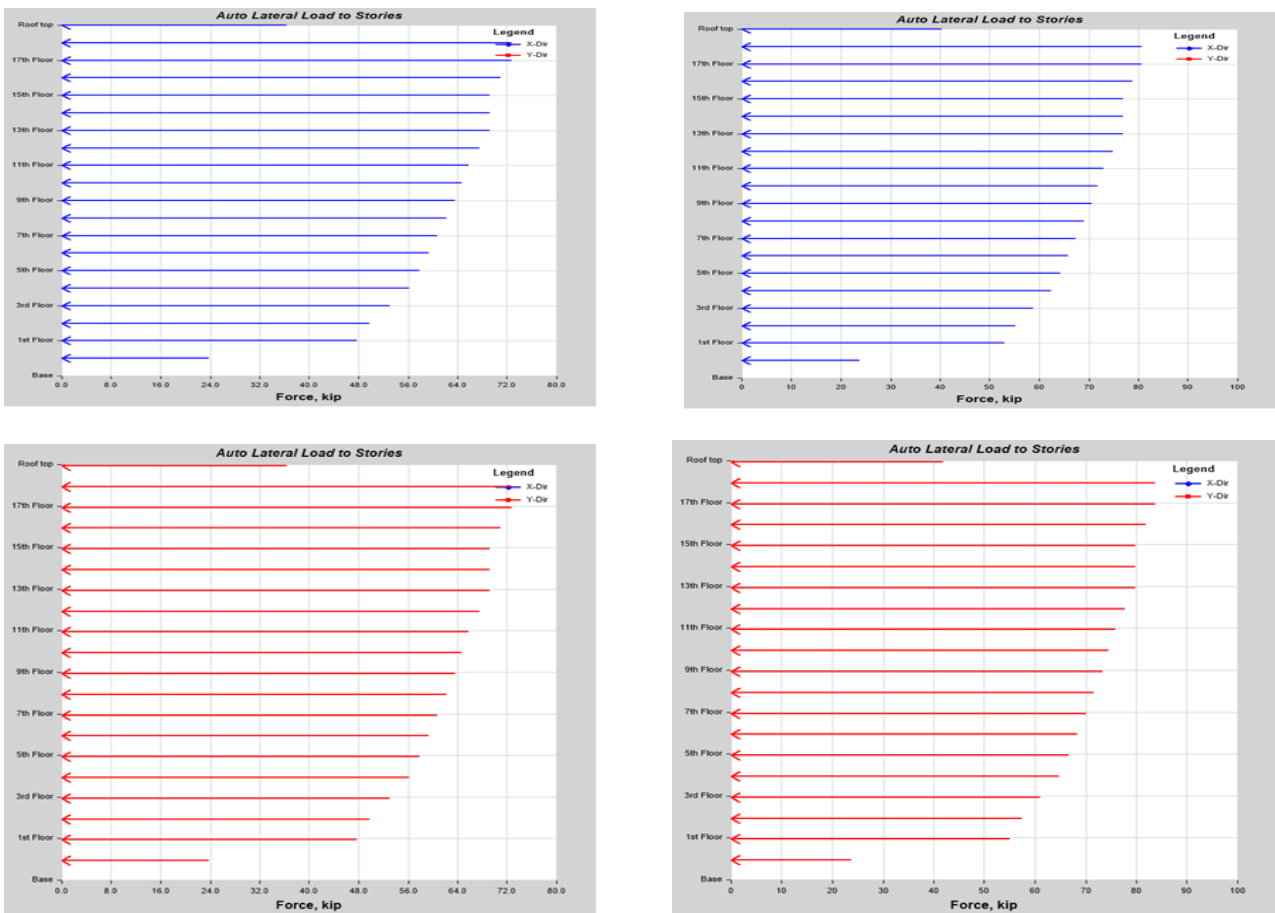 Auto Lateral Load to Stories
Legend
X-Dir
Y-Dir
Roof top
17th Floor
15th Floor
13th Floor
11th Floor
9th Floor
7th Floor
5th Floor
3rd Floor
1st Floor
Base
0.0 8.0 16.0 24.0 32.0 40.0 48.0 56.0 64.0 72.0 80.0
Force, kip
Auto Lateral Load to Stories
Legend
X-Dir
Y-Dir
Roof top
17th Floor
15th Floor
13th Floor
11th Floor
9th Floor
7th Floor
5th Floor
3rd Floor
1st Floor
Base
0 10 20 30 40 50 60 70 80 90 100
Force, kip
Auto Lateral Load to Stories
Legend
X-Dir
Y-Dir
Roof top
17th Floor
15th Floor
13th Floor
11th Floor
9th Floor
7th Floor
5th Floor
3rd Floor
1st Floor
Base
0.0 8.0 16.0 24.0 32.0 40.0 48.0 56.0 64.0 72.0 80.0
Force, kip
Auto Lateral Load to Stories
Legend
X-Dir
Y-Dir
Roof top
17th Floor
15th Floor
13th Floor
11th Floor
9th Floor
7th Floor
5th Floor
3rd Floor
1st Floor
Base
0 10 20 30 40 50 60 70 80 90 100
Force, kip